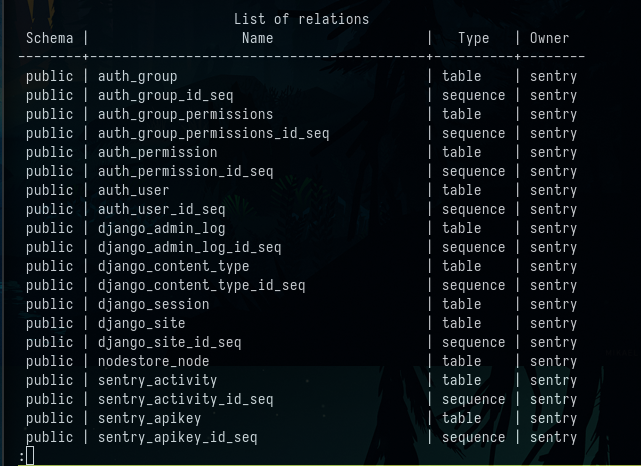 List of relations
 Schema |                   Name                    |   Type   | Owner
--------+-------------------------------------------+----------+--------
 public | auth_group                                | table    | sentry
 public | auth_group_id_seq                         | sequence | sentry
 public | auth_group_permissions                    | table    | sentry
 public | auth_group_permissions_id_seq             | sequence | sentry
 public | auth_permission                           | table    | sentry
 public | auth_permission_id_seq                    | sequence | sentry
 public | auth_user                                 | table    | sentry
 public | auth_user_id_seq                          | sequence | sentry
 public | django_admin_log                          | table    | sentry
 public | django_admin_log_id_seq                   | sequence | sentry
 public | django_content_type                       | table    | sentry
 public | django_content_type_id_seq                | sequence | sentry
 public | django_session                            | table    | sentry
 public | django_site                               | table    | sentry
 public | django_site_id_seq                        | sequence | sentry
 public | nodestore_node                            | table    | sentry
 public | sentry_activity                           | table    | sentry
 public | sentry_activity_id_seq                    | sequence | sentry
 public | sentry_apikey                             | table    | sentry
 public | sentry_apikey_id_seq                      | sequence | sentry
: